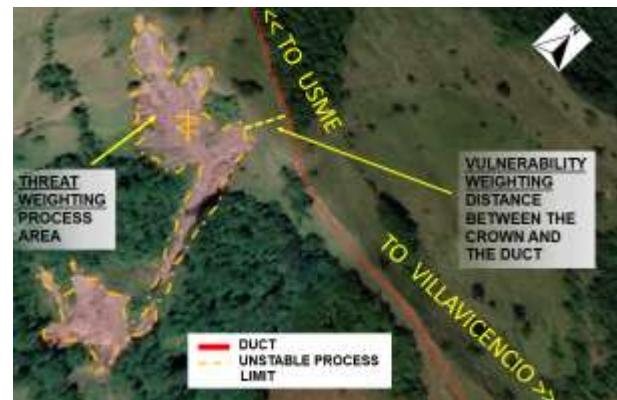 << TO USME
N
THREAT
WEIGHTING
PROCESS
AREA
VULNERABILITY
WEIGHTING
DISTANCE
BETWEEN THE
CROWN AND
THE DUCT
TO VILLAVICENCIO >>
DUCT
UNSTABLE PROCESS
LIMIT